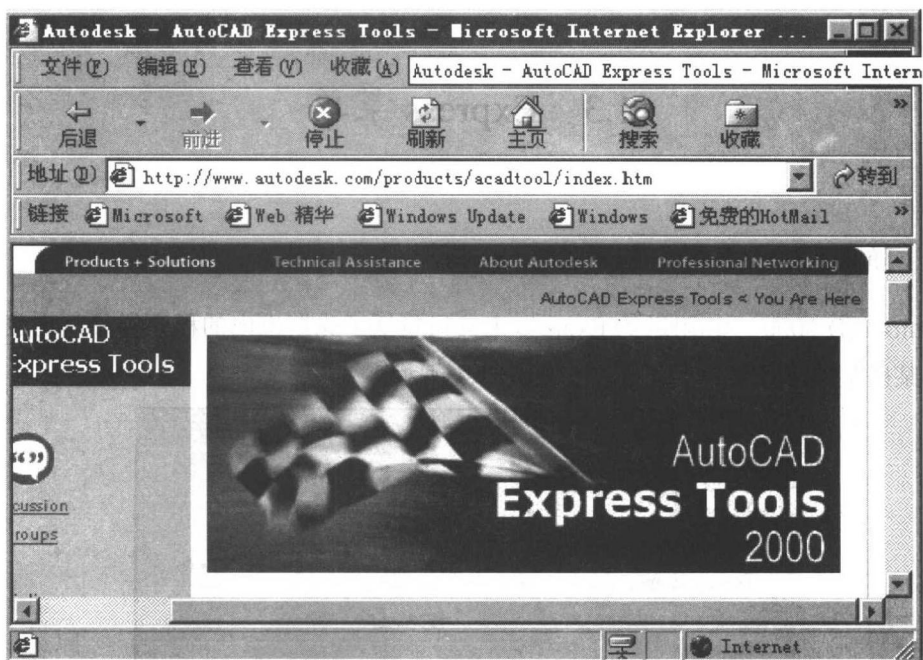 Autodesk - AutoCAD Express Tools - Microsoft Internet Explorer ...
文件(F) 编辑(E) 查看(V) 收藏(A) Autodesk - AutoCAD Express Tools - Microsoft Intern
后退 前进 停止 刷新 主页 搜索 收藏 »
地址(D) http://www.autodesk.com/products/acadtool/index.htm 转到
链接 Microsoft Web 精华 Windows Update Windows 免费的HotMail »
Products + Solutions Technical Assistance About Autodesk Professional Networking
AutoCAD Express Tools < You Are Here
AutoCAD
Express Tools
cussion
roups
AutoCAD
Express Tools
2000
Internet